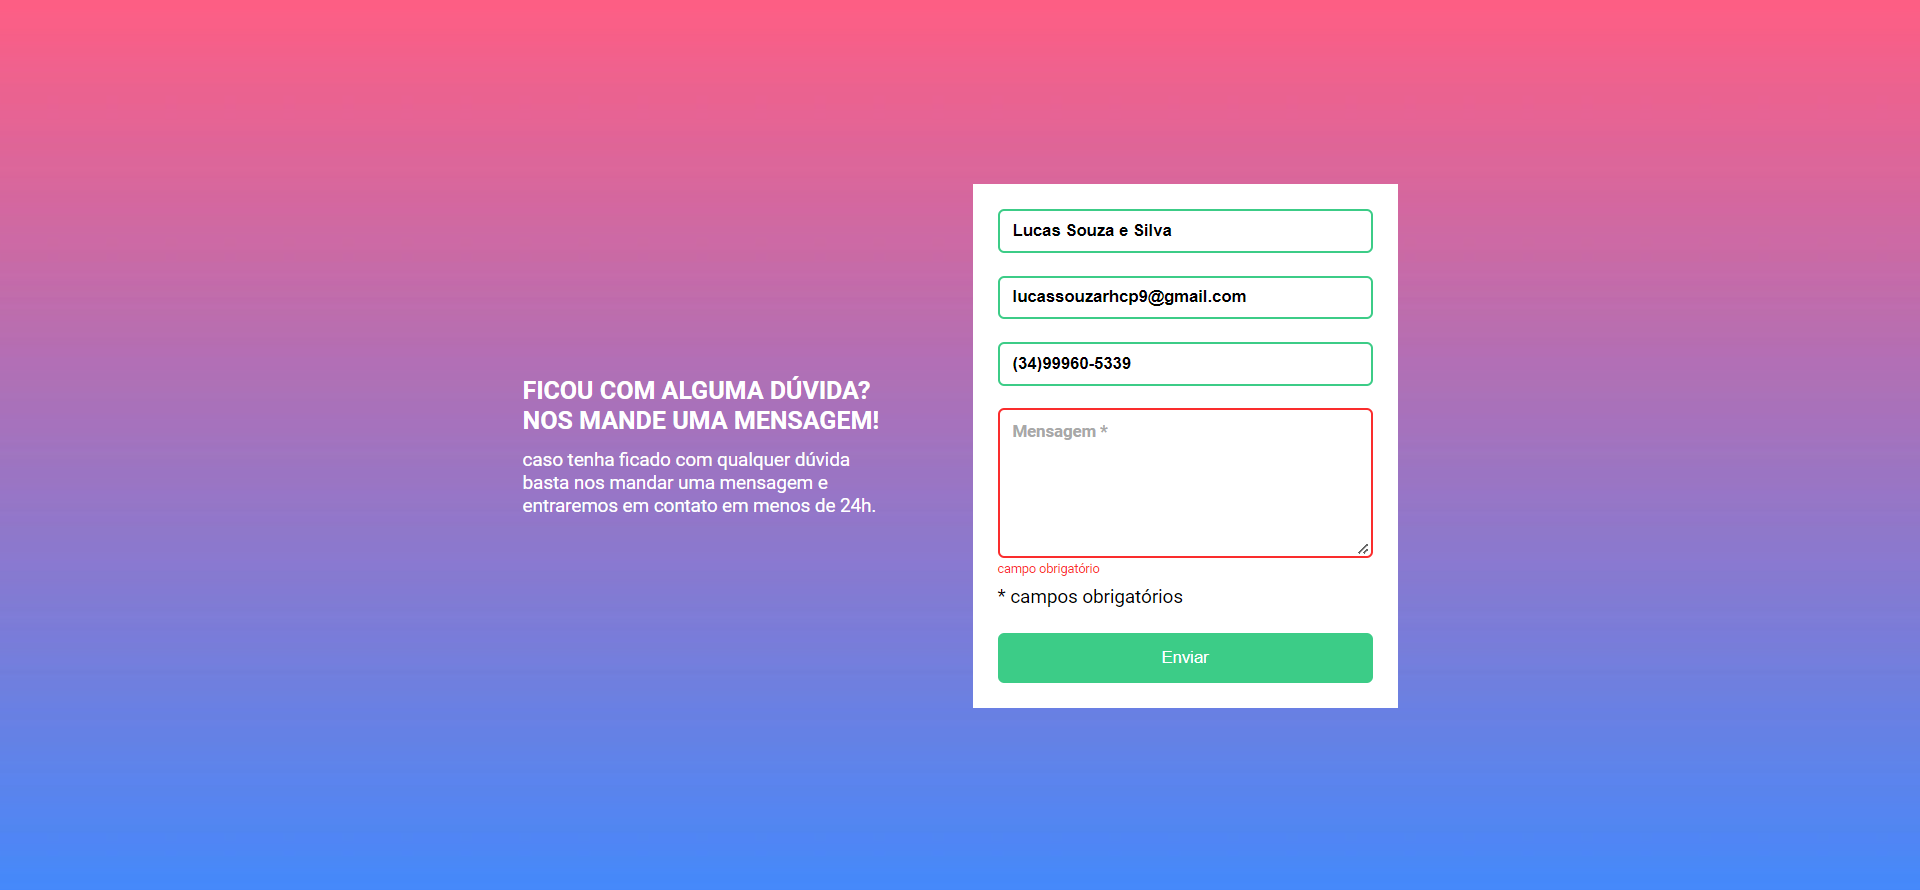 FICOU COM ALGUMA DÚVIDA?
NOS MANDE UMA MENSAGEM!
caso tenha ficado com qualquer dúvida
basta nos mandar uma mensagem e
entraremos em contato em menos de 24h.
Lucas Souza e Silva
lucassouzarhcp9@gmail.com
(34)99960-5339
Mensagem *
campo obrigatório
* campos obrigatórios
Enviar